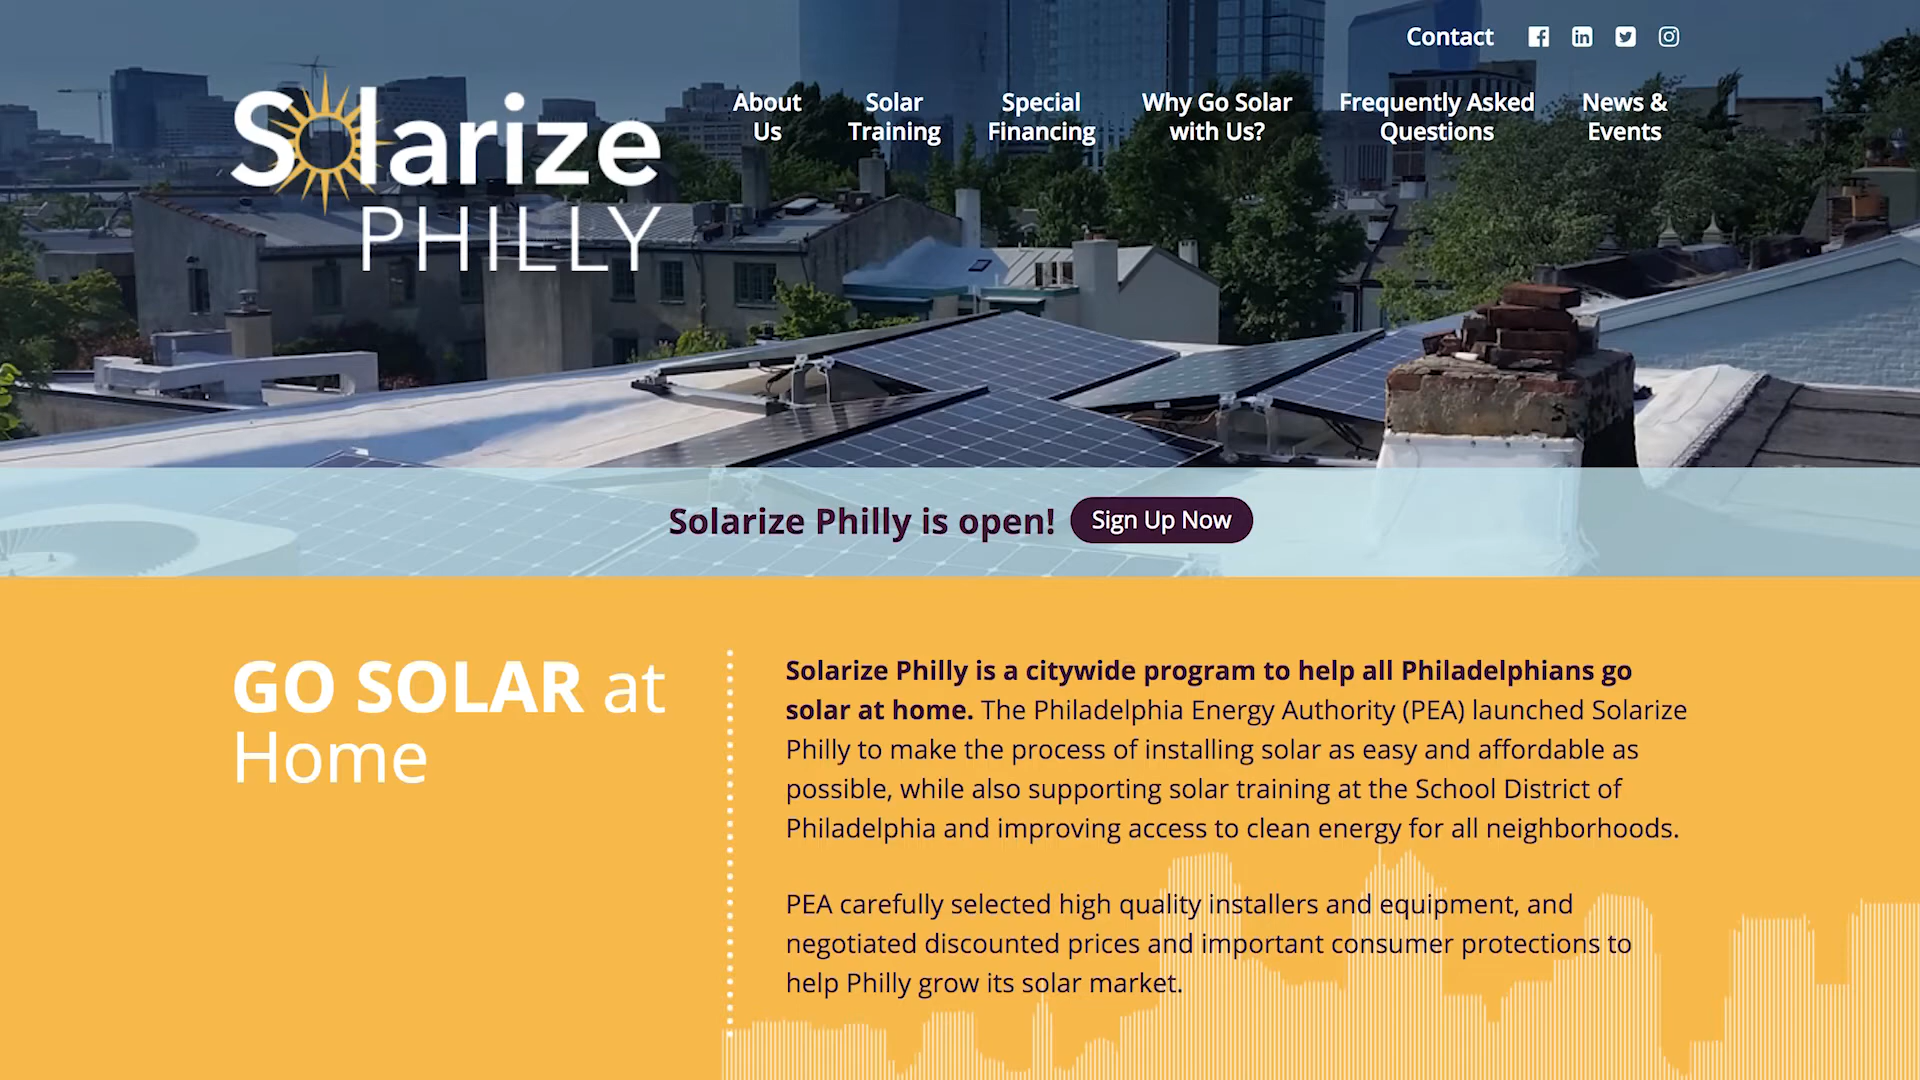 Contact
Solarize
PHILLY
About
Us
Solar
Training
Special
Financing
Why Go Solar
with Us?
Frequently Asked
Questions
News &
Events
Solarize Philly is open!
Sign Up Now
GO SOLAR at
Home
Solarize Philly is a citywide program to help all Philadelphians go
solar at home. The Philadelphia Energy Authority (PEA) launched Solarize
Philly to make the process of installing solar as easy and affordable as
possible, while also supporting solar training at the School District of
Philadelphia and improving access to clean energy for all neighborhoods.
PEA carefully selected high quality installers and equipment, and
negotiated discounted prices and important consumer protections to
help Philly grow its solar market.